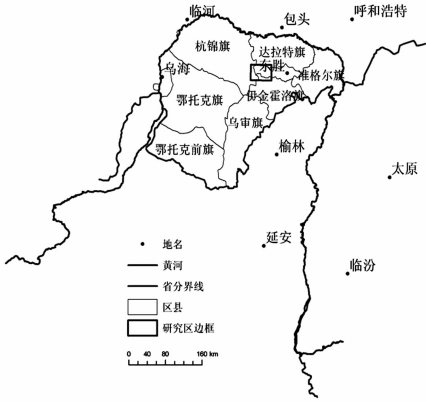 临河
包头
呼和浩特
杭锦旗
达拉特旗
东胜
准格尔旗
乌海
鄂托克旗
伊金霍洛旗
乌审旗
鄂托克前旗
榆林
太原
延安
临汾
地名
黄河
省分界线
区县
研究区边框
0 40 80 160 km